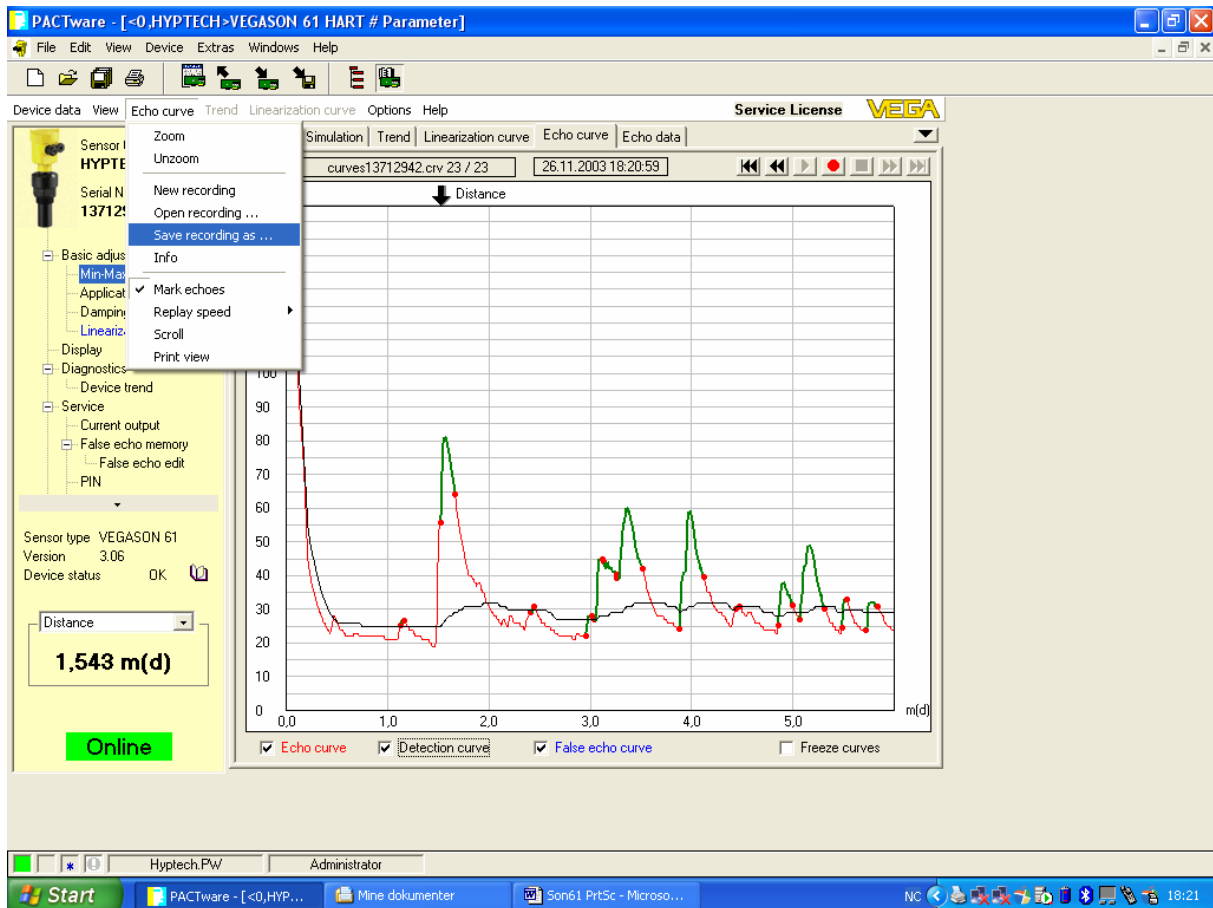 PACTware - [<0,HYPTECH>VEGASON 61 HART # Parameter]
File Edit View Device Extras Windows Help
Device data View Echo curve Trend Linearization curve Options Help Service License VEGA
Zoom
Unzoom
New recording
Open recording ...
Save recording as ...
Info
Mark echoes
Replay speed
Scroll
Print view
Sensor
HYPTE
Serial N
13712
Basic adjus
Min-Ma
Applicat
Damping
Lineariz
Display
Diagnostics
Device trend
Service
Current output
False echo memory
False echo edit
PIN
Sensor type VEGASON 61
Version 3.06
Device status OK
Distance
1,543 m(d)
Online
Simulation Trend Linearization curve Echo curve Echo data
curves13712942.crv 23 / 23 26.11.2003 18:20:59
Distance
100
90
80
70
60
50
40
30
20
10
0
0,0 1,0 2,0 3,0 4,0 5,0 m(d)
Echo curve Detection curve False echo curve Freeze curves
Hyptech.PW Administrator
Start PACTware - [<0,HYP... Mine dokumenter Son61 PrtSc - Microso... NC 18:21